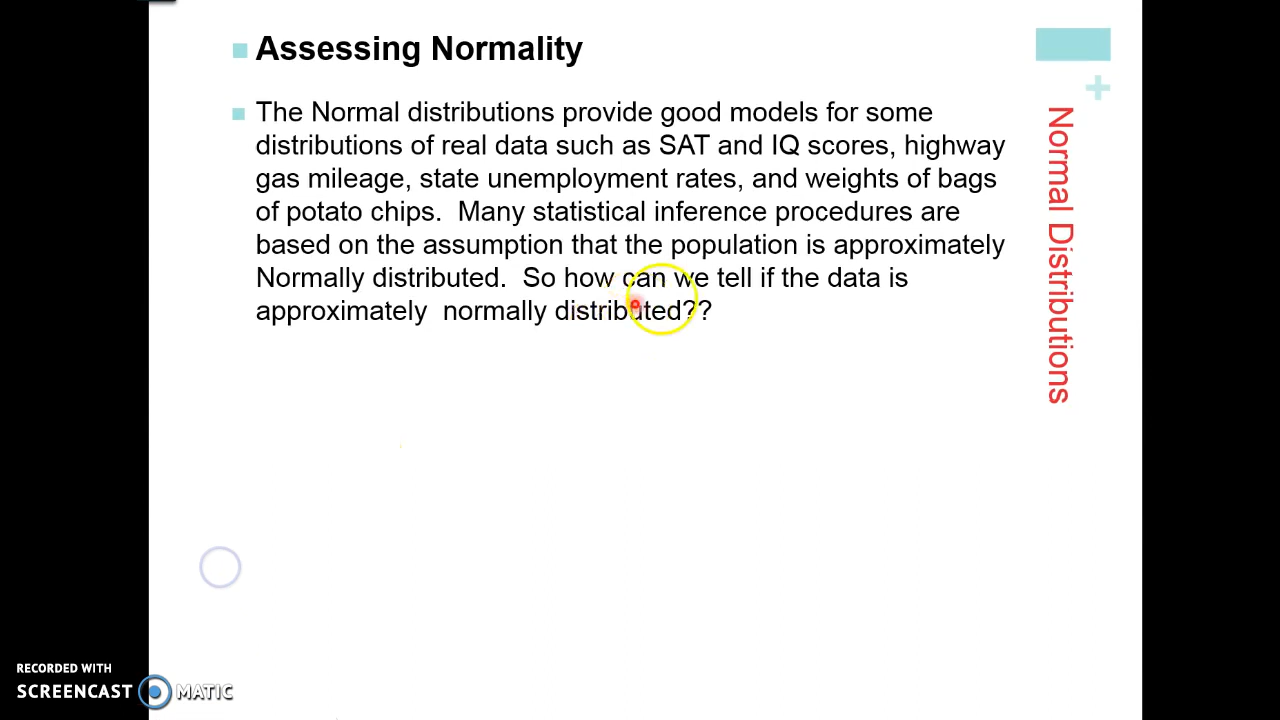 Assessing Normality
The Normal distributions provide good models for some
distributions of real data such as SAT and IQ scores, highway
gas mileage, state unemployment rates, and weights of bags
of potato chips.  Many statistical inference procedures are
based on the assumption that the population is approximately
Normally distributed.  So how can we tell if the data is
approximately  normally distributed??
+
Normal Distributions
RECORDED WITH
SCREENCAST MATIC